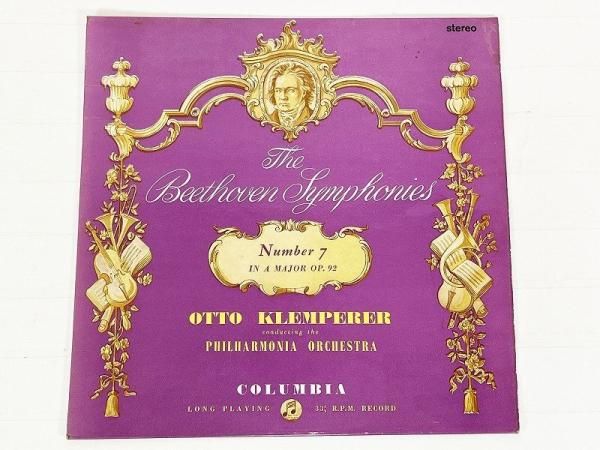 stereo
The
Beethoven Symphonies
Number 7
IN A MAJOR OP. 92
OTTO KLEMPERER
conducting the
PHILHARMONIA ORCHESTRA
COLUMBIA
LONG PLAYING 33⅓ R.P.M. RECORD